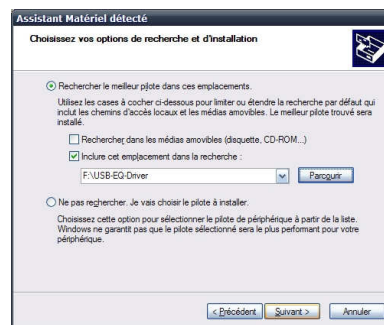 Assistant Matériel détecté
Choisissez vos options de recherche et d'installation
Rechercher le meilleur pilote dans ces emplacements.
Utilisez les cases à cocher ci-dessous pour limiter ou étendre la recherche par défaut qui
inclut les chemins d'accès locaux et les médias amovibles. Le meilleur pilote trouvé sera
installé.
Rechercher dans les médias amovibles (disquette, CD-ROM...)
Inclure cet emplacement dans la recherche :
F:\USB-EQ-Driver
Parcourir
Ne pas rechercher. Je vais choisir le pilote à installer.
Choisissez cette option pour sélectionner le pilote de périphérique à partir de la liste.
Windows ne garantit pas que le pilote sélectionné sera le plus performant pour votre
périphérique.
< Précédent
Suivant >
Annuler